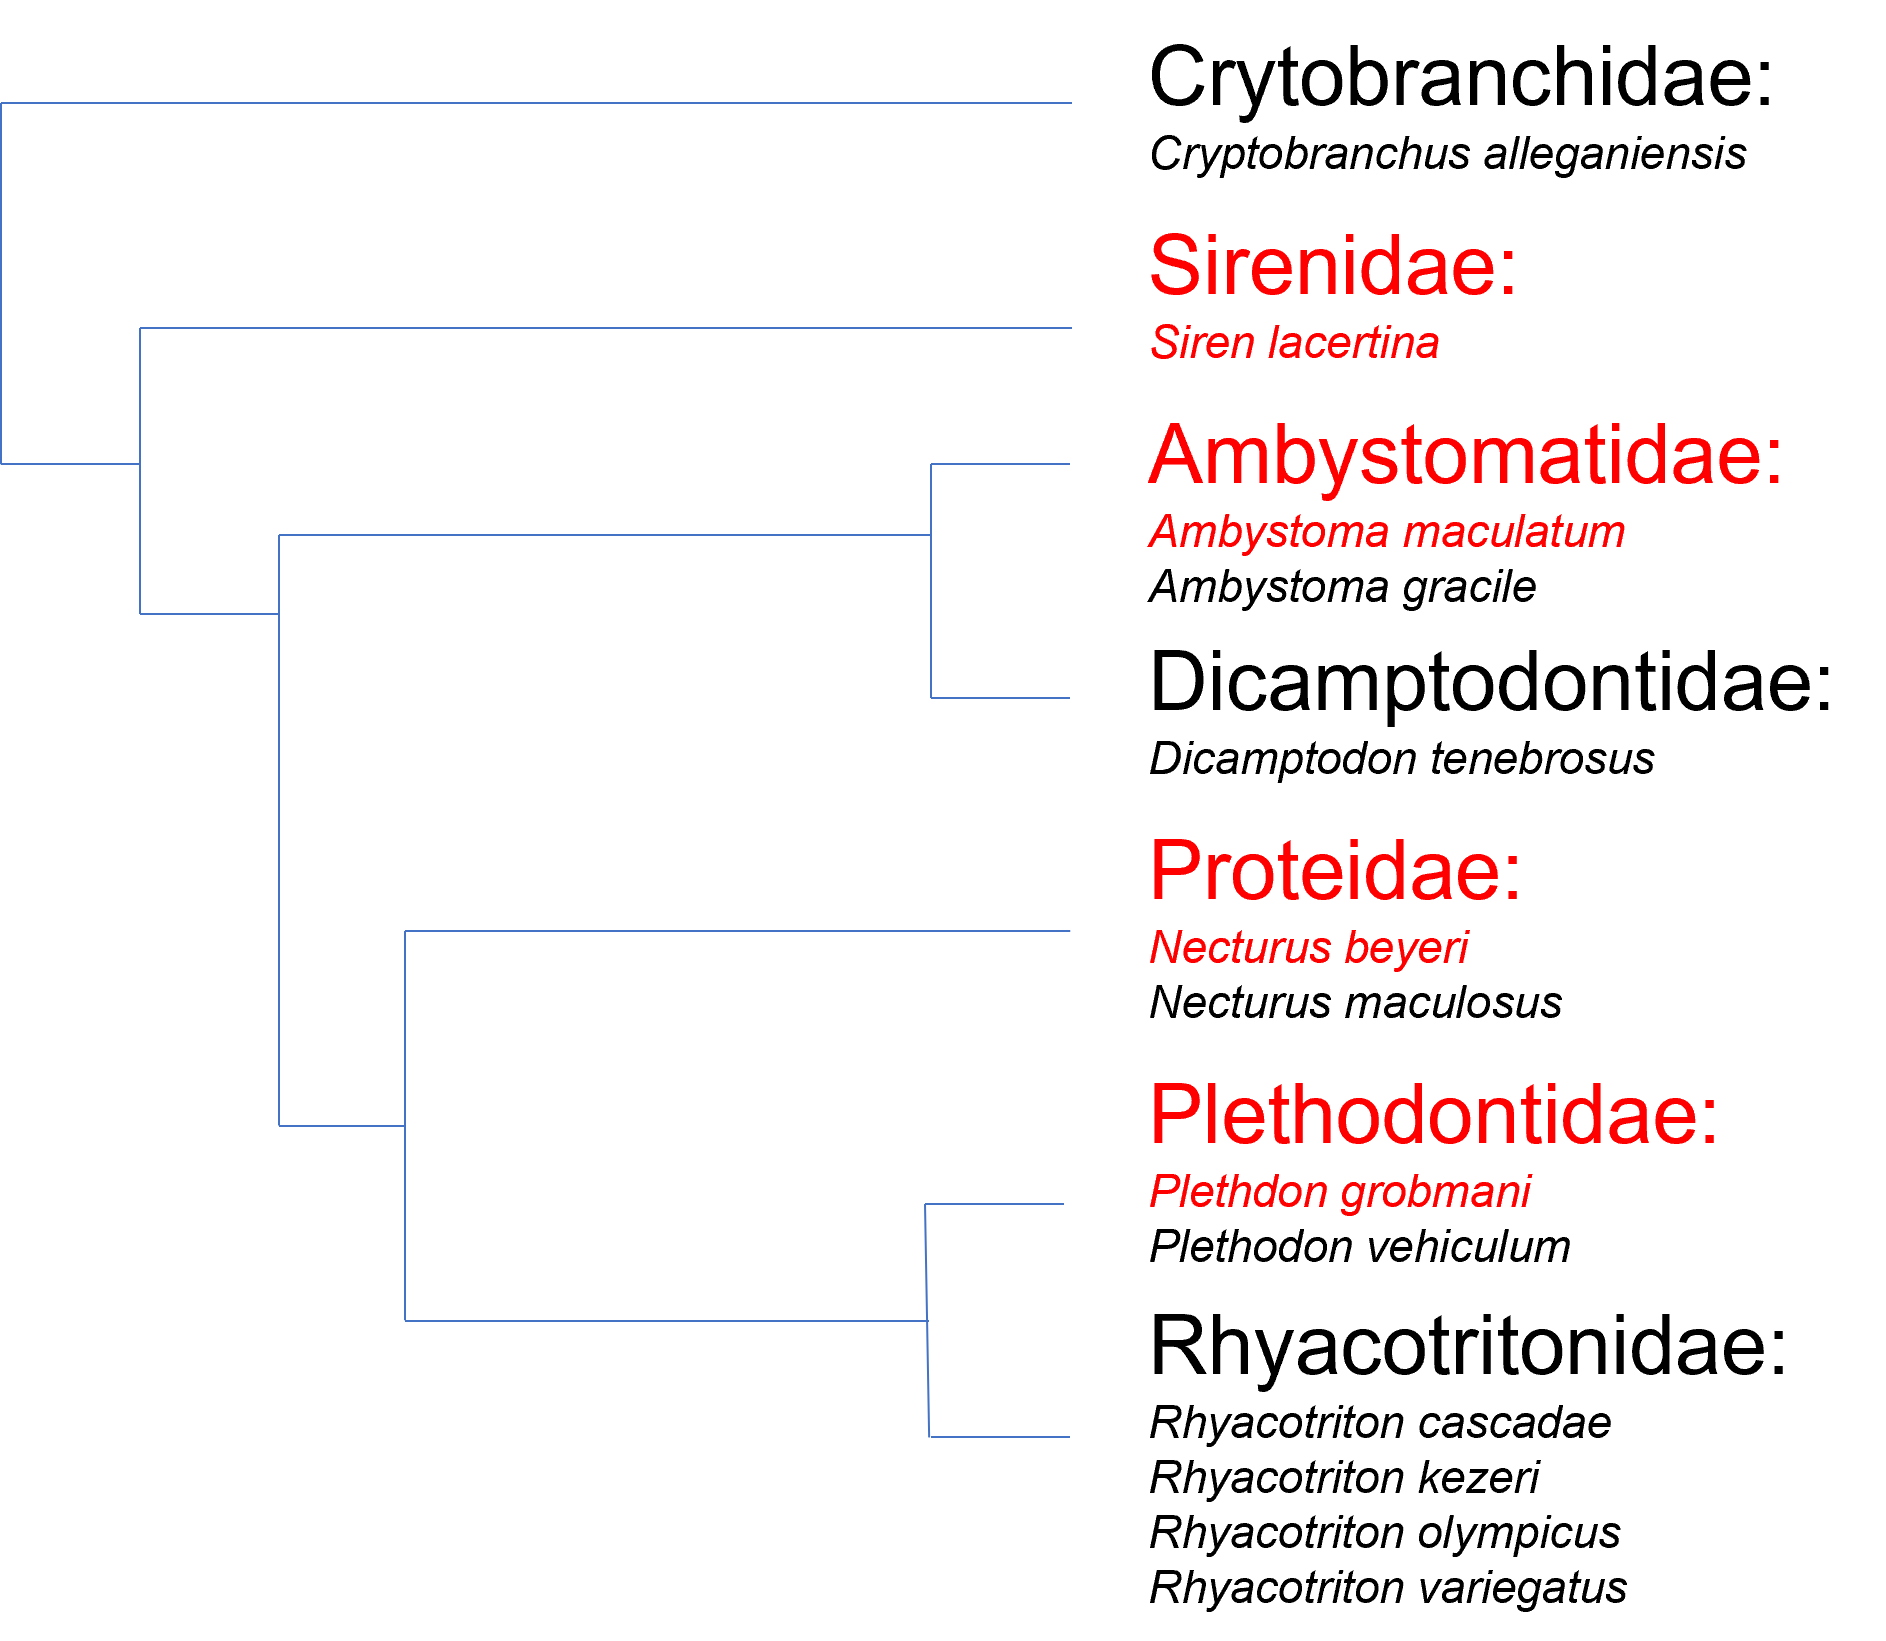 Crytobranchidae:
Cryptobranchus alleganiensis
Sirenidae:
Siren lacertina
Ambystomatidae:
Ambystoma maculatum
Ambystoma gracile
Dicamptodontidae:
Dicamptodon tenebrosus
Proteidae:
Necturus beyeri
Necturus maculosus
Plethodontidae:
Plethdon grobmani
Plethodon vehiculum
Rhyacotritonidae:
Rhyacotriton cascadae
Rhyacotriton kezeri
Rhyacotriton olympicus
Rhyacotriton variegatus